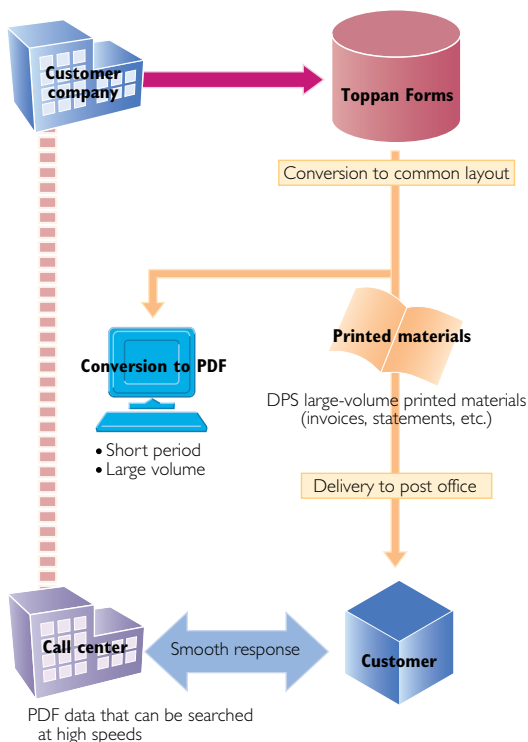 Customer
company
Toppan Forms
Conversion to common layout
Printed materials
Conversion to PDF
DPS large-volume printed materials
(invoices, statements, etc.)
• Short period
• Large volume
Delivery to post office
Call center
Smooth response
Customer
PDF data that can be searched
at high speeds